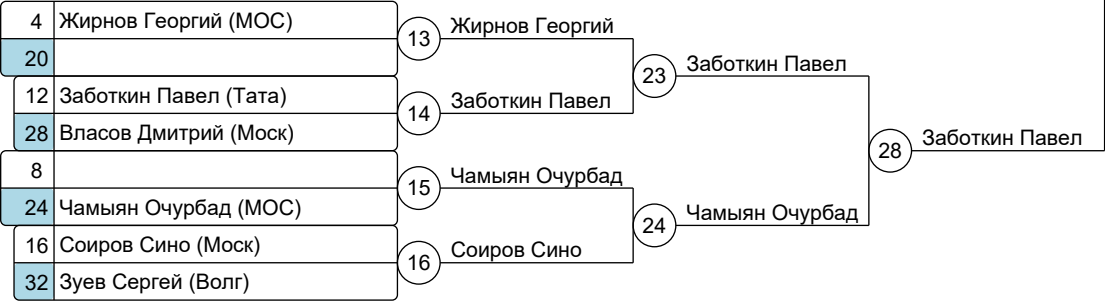 4 Жирнов Георгий (МОС)
20
12 Заботкин Павел (Тата)
28 Власов Дмитрий (Моск)
8
24 Чамыян Очурбад (МОС)
16 Соиров Сино (Моск)
32 Зуев Сергей (Волг)
13 Жирнов Георгий
14 Заботкин Павел
15 Чамыян Очурбад
16 Соиров Сино
23 Заботкин Павел
24 Чамыян Очурбад
28 Заботкин Павел